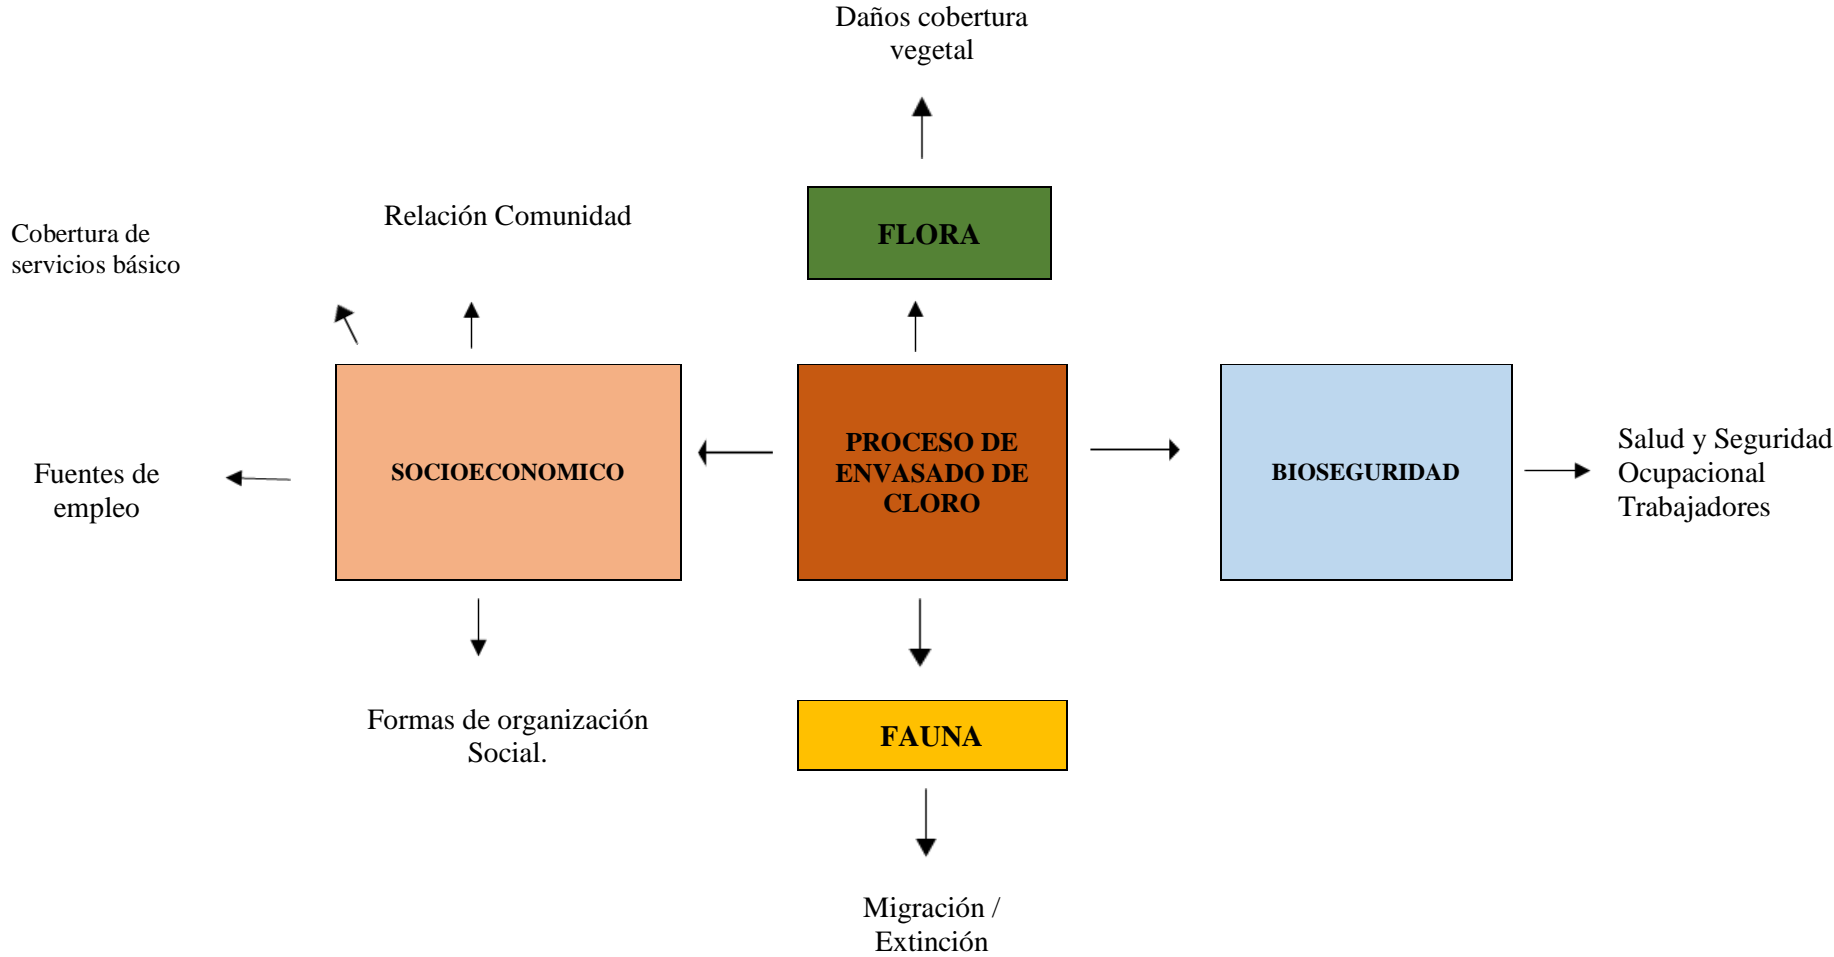 Daños cobertura
vegetal
Relación Comunidad
Cobertura de
servicios básico
FLORA
Fuentes de
empleo
SOCIOECONOMICO
PROCESO DE
ENVASADO DE
CLORO
BIOSEGURIDAD
Salud y Seguridad
Ocupacional
Trabajadores
Formas de organización
Social.
FAUNA
Migración /
Extinción